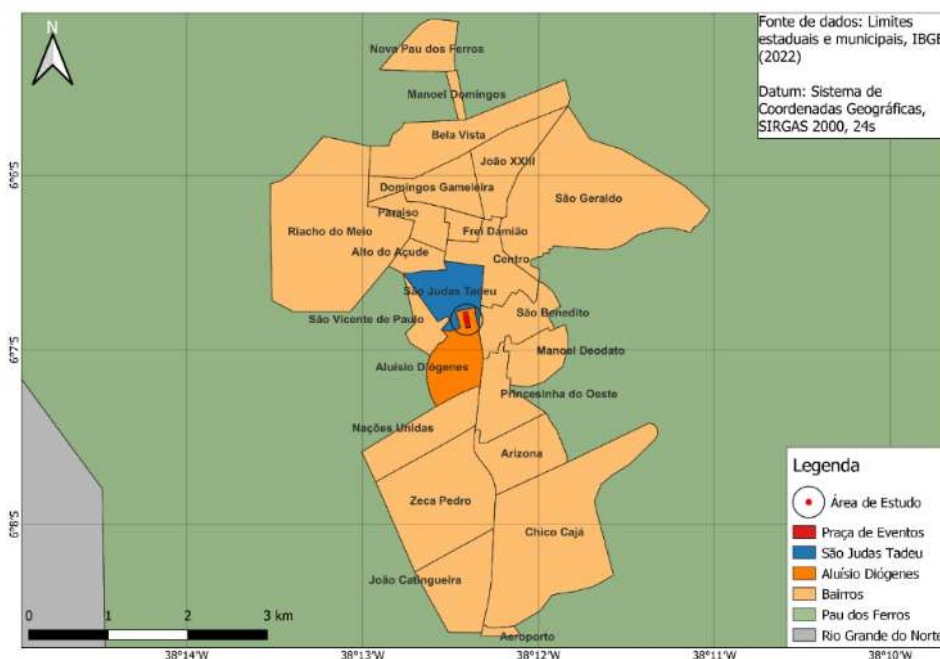 N
Fonte de dados: Limites
estaduais e municipais, IBGE
(2022)
Datum: Sistema de
Coordenadas Geográficas,
SIRGAS 2000, 24s
Nova Pau dos Ferros
Manoel Domingos
Bela Vista
João XXIII
Domingos Gameleira
São Geraldo
Paraíso
Riacho do Meio
Frei Damião
Alto do Açude
Centro
São Judas Tadeu
São Vicente de Paulo
São Benedito
Manoel Deodato
Aluísio Diógenes
Princesinha do Oeste
Nações Unidas
Arizona
Zeca Pedro
Chico Cajá
João Catingueira
Aeroporto
6°6'S
6°7'S
6°8'S
0 1 2 3 km
38°14'W 38°13'W 38°12'W 38°11'W 38°10'W
Legenda
Área de Estudo
Praça de Eventos
São Judas Tadeu
Aluísio Diógenes
Bairros
Pau dos Ferros
Rio Grande do Norte